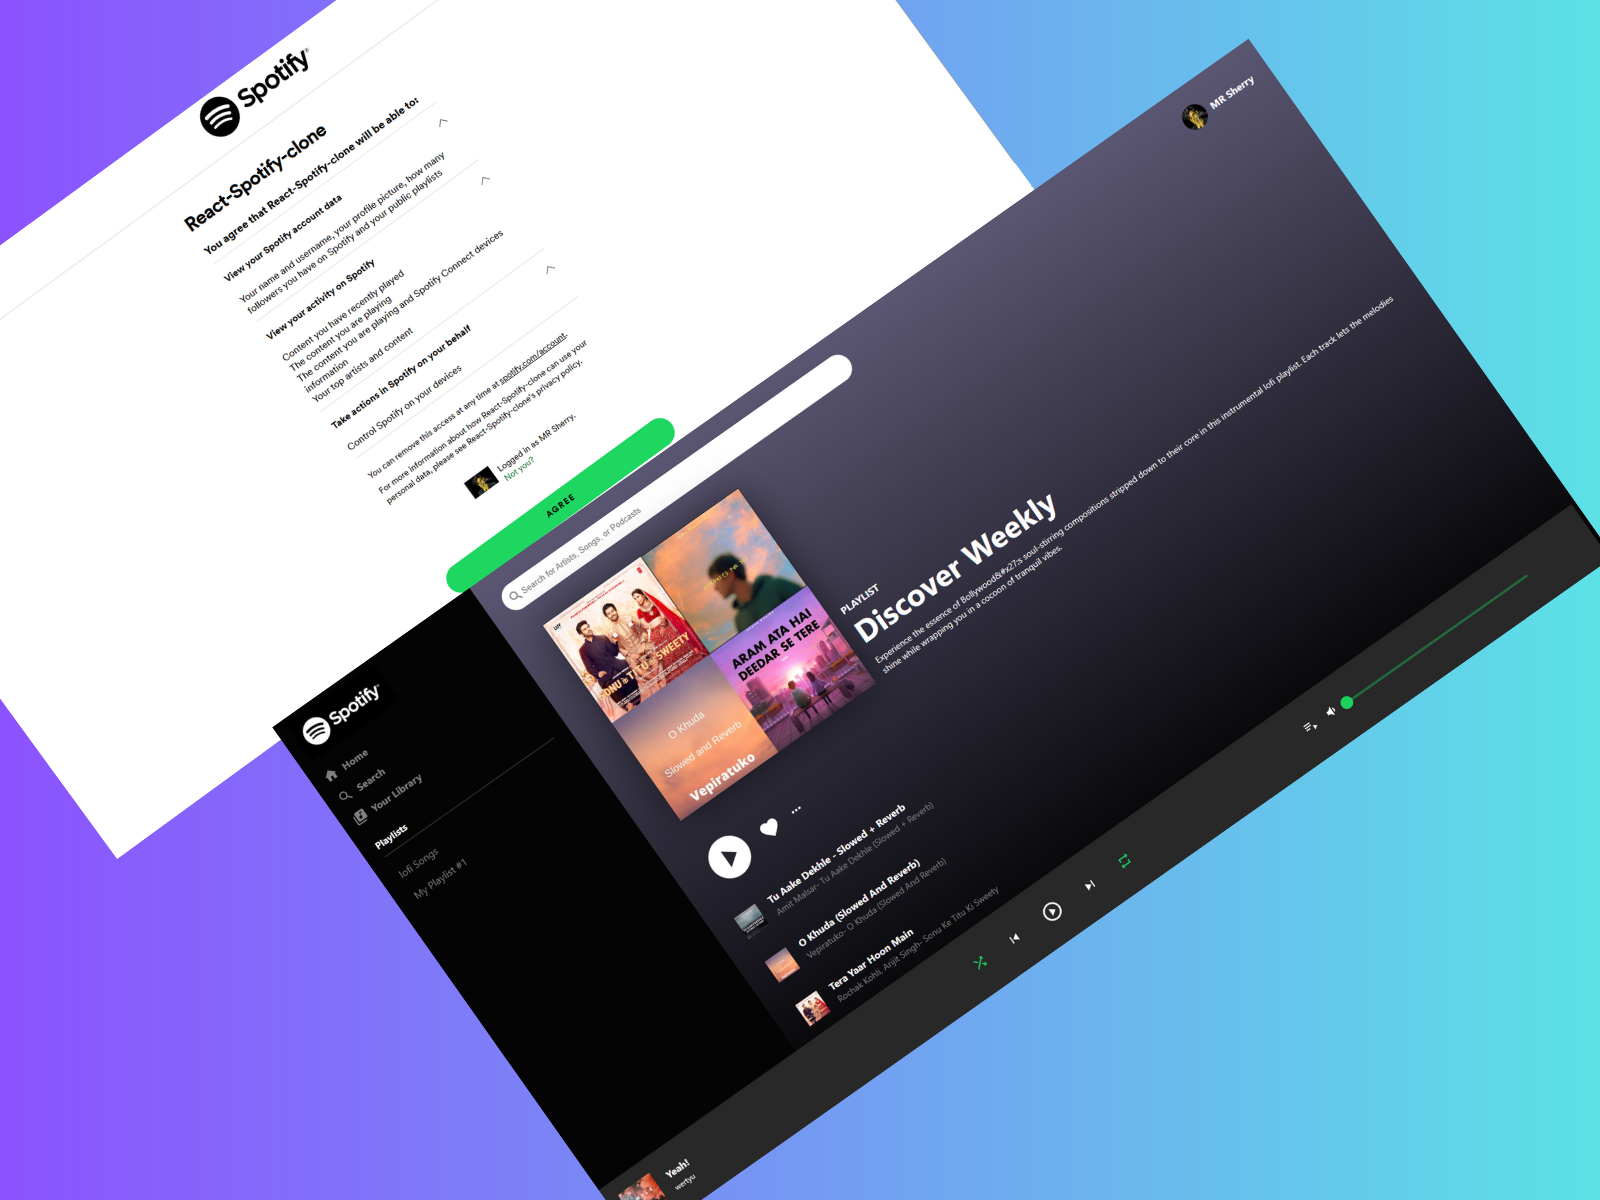 Spotify®
React-Spotify-clone
You agree that React-Spotify-clone will be able to:
View your Spotify account data
Your name and username, your profile picture, how many
followers you have on Spotify and your public playlists
View your activity on Spotify
Content you have recently played
The content you are playing
The content you are playing and Spotify Connect devices
information
Your top artists and content
Take actions in Spotify on your behalf
Control Spotify on your devices
You can remove this access at any time at spotify.com/account.
For more information about how React-Spotify-clone can use your
personal data, please see React-Spotify-clone's privacy policy.
Logged in as MR Sherry.
Not you?
AGREE
Spotify
Home
Search
Your Library
Playlists
lofi Songs
My Playlist #1
Search for Artists, Songs, or Podcasts
MR Sherry
SONU TITU SWEETY
ARAM ATA HAI
DEEDAR SE TERE
O Khuda
Slowed and Reverb
Vepiratuko
PLAYLIST
Discover Weekly
Experience the essence of Bollywood&#x27;s soul-stirring compositions stripped down to their core in this instrumental lofi playlist. Each track lets the melodies
shine while wrapping you in a cocoon of tranquil vibes.
Tu Aake Dekhle - Slowed + Reverb
Amit Malsar- Tu Aake Dekhle (Slowed + Reverb)
O Khuda (Slowed And Reverb)
Vepiratuko- O Khuda (Slowed And Reverb)
Tera Yaar Hoon Main
Rochak Kohli, Arijit Singh- Sonu Ke Titu Ki Sweety
Yeah!
wertyu